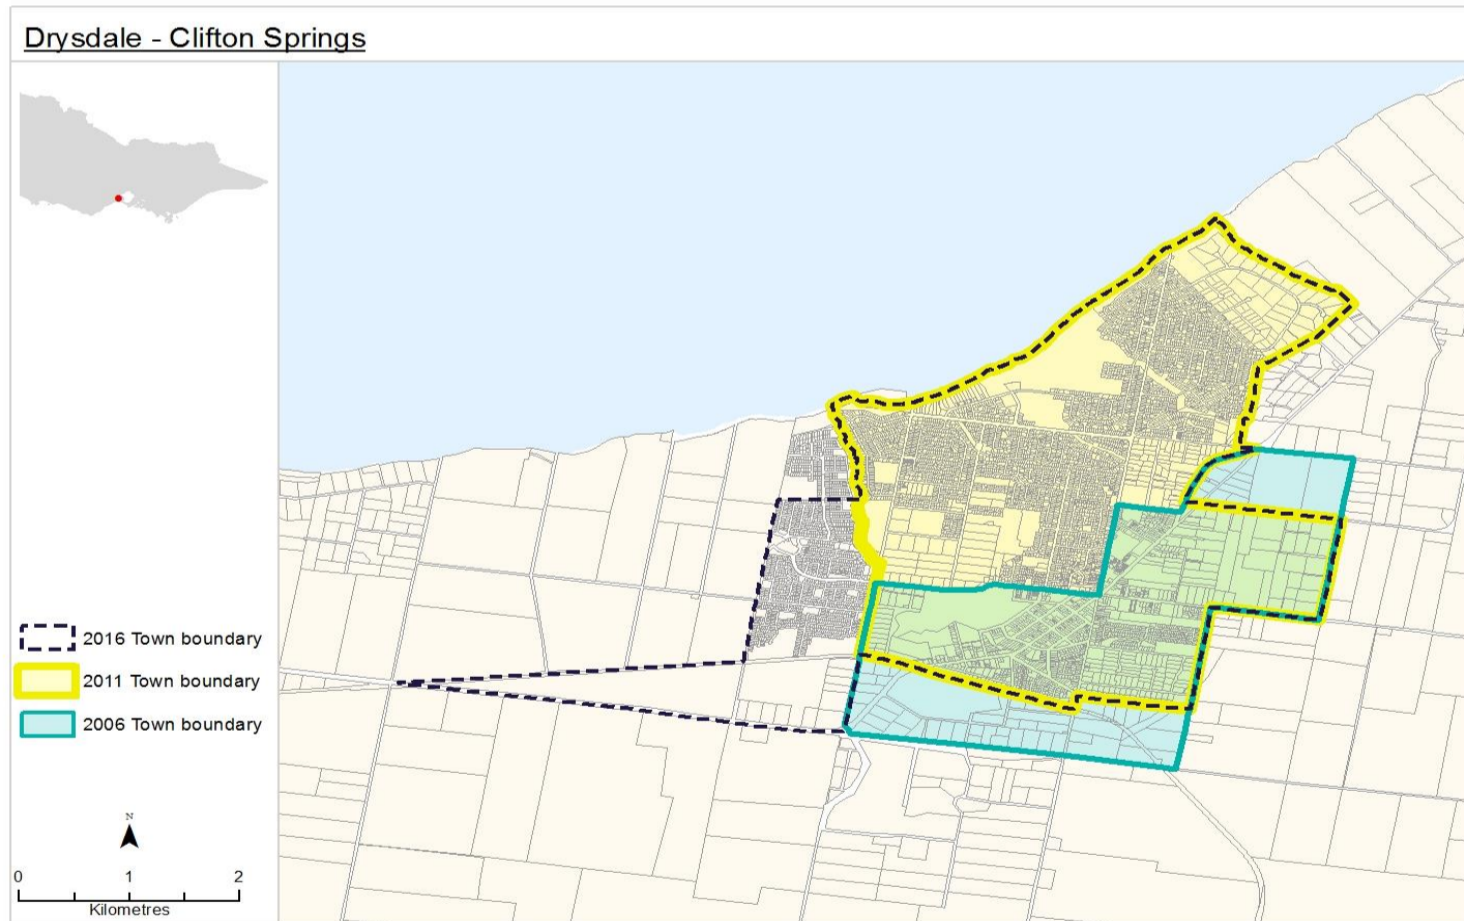 Drysdale - Clifton Springs
2016 Town boundary
2011 Town boundary
2006 Town boundary
N
0 1 2
Kilometres